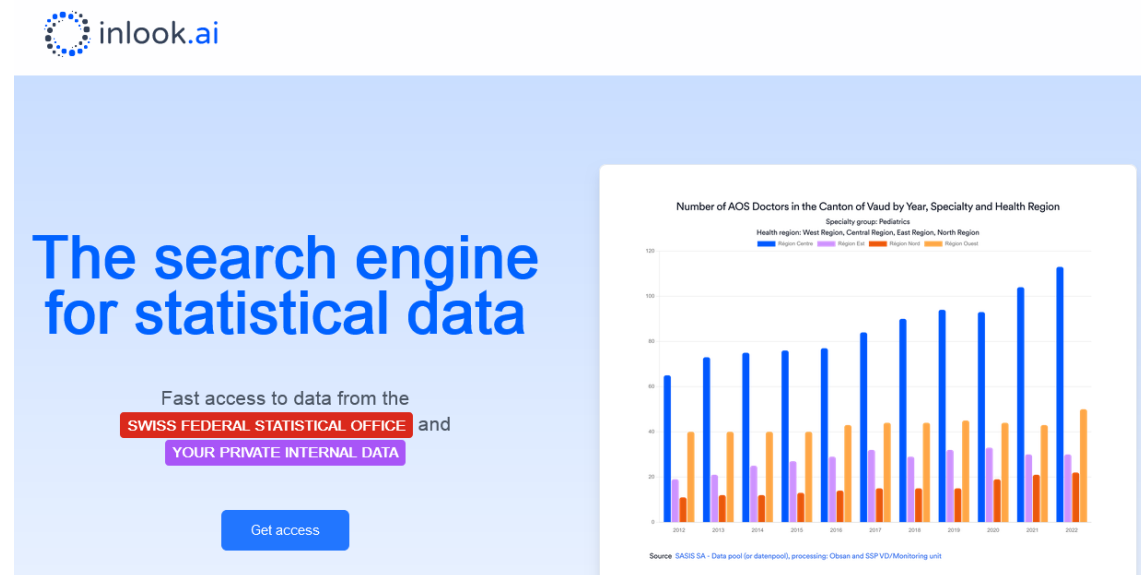 inlook.ai
The search engine
for statistical data
Fast access to data from the
SWISS FEDERAL STATISTICAL OFFICE and
YOUR PRIVATE INTERNAL DATA
Get access
Number of AOS Doctors in the Canton of Vaud by Year, Specialty and Health Region
Specialty group: Pediatrics
Health region: West Region, Central Region, East Region, North Region
Région Centre Région Est Région Nord Région Ouest
120
100
80
60
40
20
0
2012 2013 2014 2015 2016 2017 2018 2019 2020 2021 2022
Source SASIS SA - Data pool (or datenpool), processing: Obsan and SSP VD/Monitoring unit